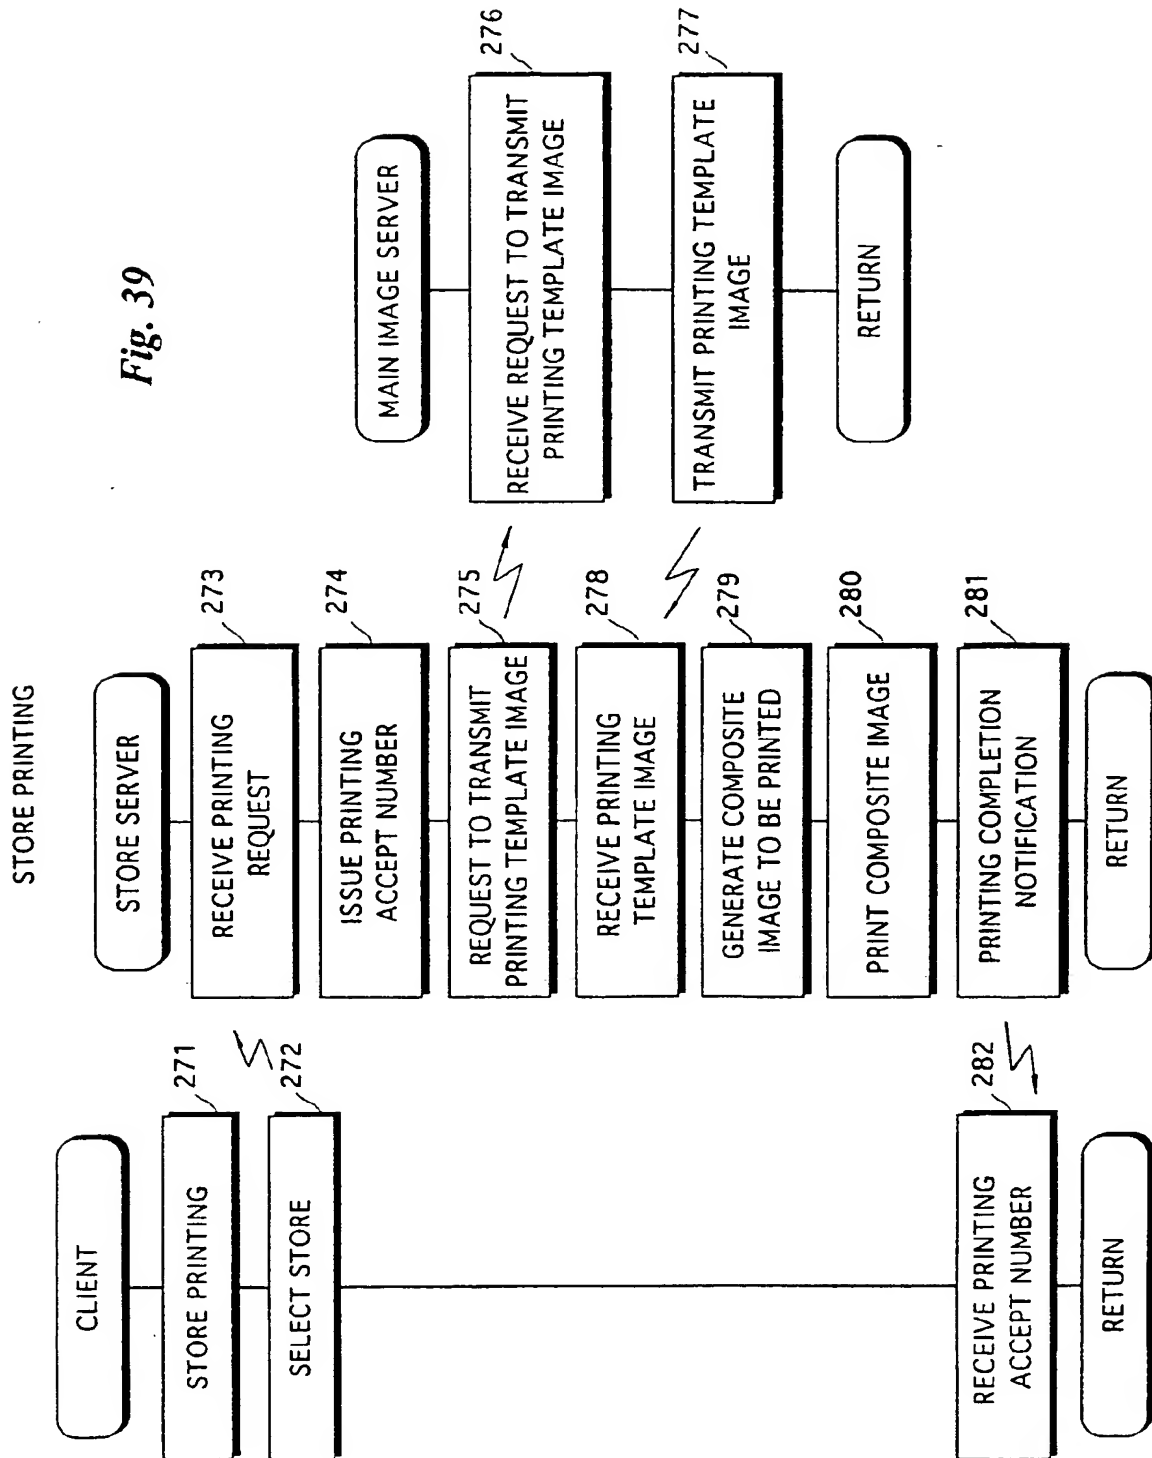 Fig. 39
STORE PRINTING
CLIENT
STORE PRINTING
271
SELECT STORE
272
RECEIVE PRINTING
ACCEPT NUMBER
282
RETURN
STORE SERVER
RECEIVE PRINTING
REQUEST
273
ISSUE PRINTING
ACCEPT NUMBER
274
REQUEST TO TRANSMIT
PRINTING TEMPLATE IMAGE
275
RECEIVE PRINTING
TEMPLATE IMAGE
278
GENERATE COMPOSITE
IMAGE TO BE PRINTED
279
PRINT COMPOSITE IMAGE
280
PRINTING COMPLETION
NOTIFICATION
281
RETURN
MAIN IMAGE SERVER
RECEIVE REQUEST TO TRANSMIT
PRINTING TEMPLATE IMAGE
276
TRANSMIT PRINTING TEMPLATE
IMAGE
277
RETURN